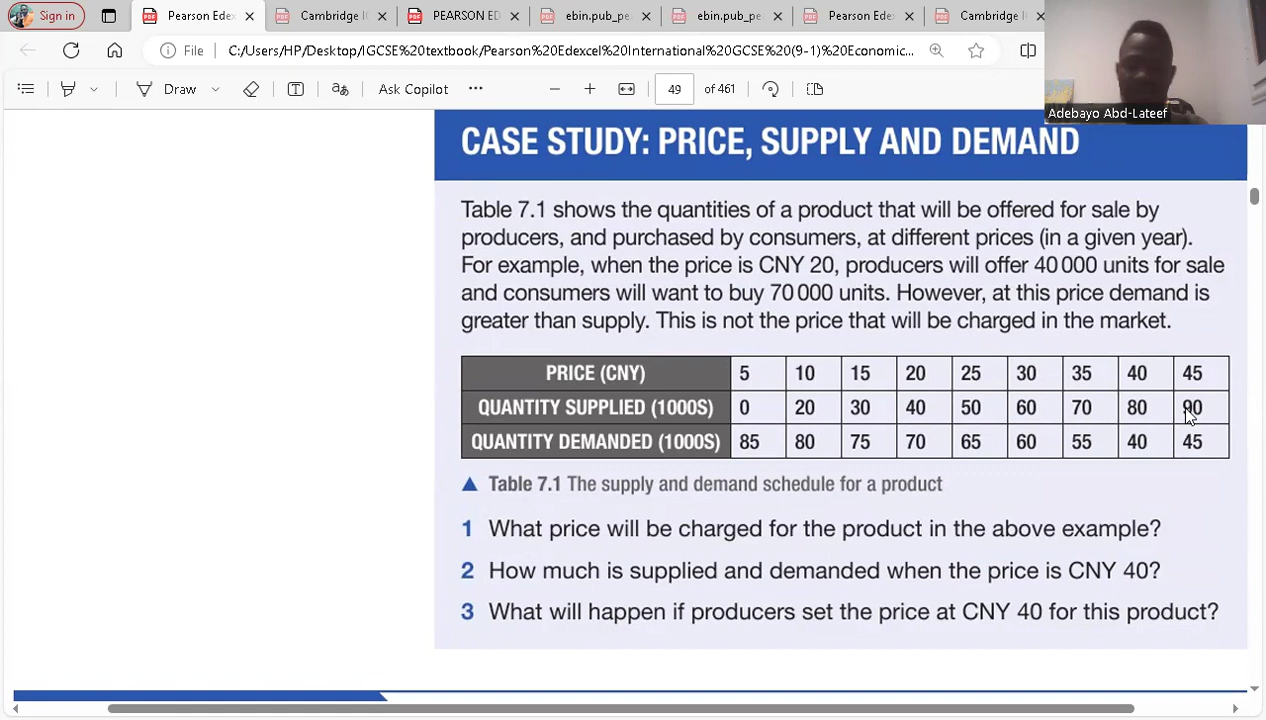 Sign in
Pearson Ede:
Cambridge I
PEARSON ED
ebin.pub_pe
ebin.pub_pe
Pearson Ede:
Cambridge I
File
C:/Users/HP/Desktop/IGCSE%20textbook/Pearson%20Edexcel%20International%20GCSE%20(9-1)%20Economic...
Draw
Ask Copilot
49 of 461
Adebayo Abd-Lateef
CASE STUDY: PRICE, SUPPLY AND DEMAND
Table 7.1 shows the quantities of a product that will be offered for sale by
producers, and purchased by consumers, at different prices (in a given year).
For example, when the price is CNY 20, producers will offer 40 000 units for sale
and consumers will want to buy 70 000 units. However, at this price demand is
greater than supply. This is not the price that will be charged in the market.
PRICE (CNY) 5 10 15 20 25 30 35 40 45
QUANTITY SUPPLIED (1000S) 0 20 30 40 50 60 70 80 90
QUANTITY DEMANDED (1000S) 85 80 75 70 65 60 55 40 45
▲ Table 7.1 The supply and demand schedule for a product
1 What price will be charged for the product in the above example?
2 How much is supplied and demanded when the price is CNY 40?
3 What will happen if producers set the price at CNY 40 for this product?